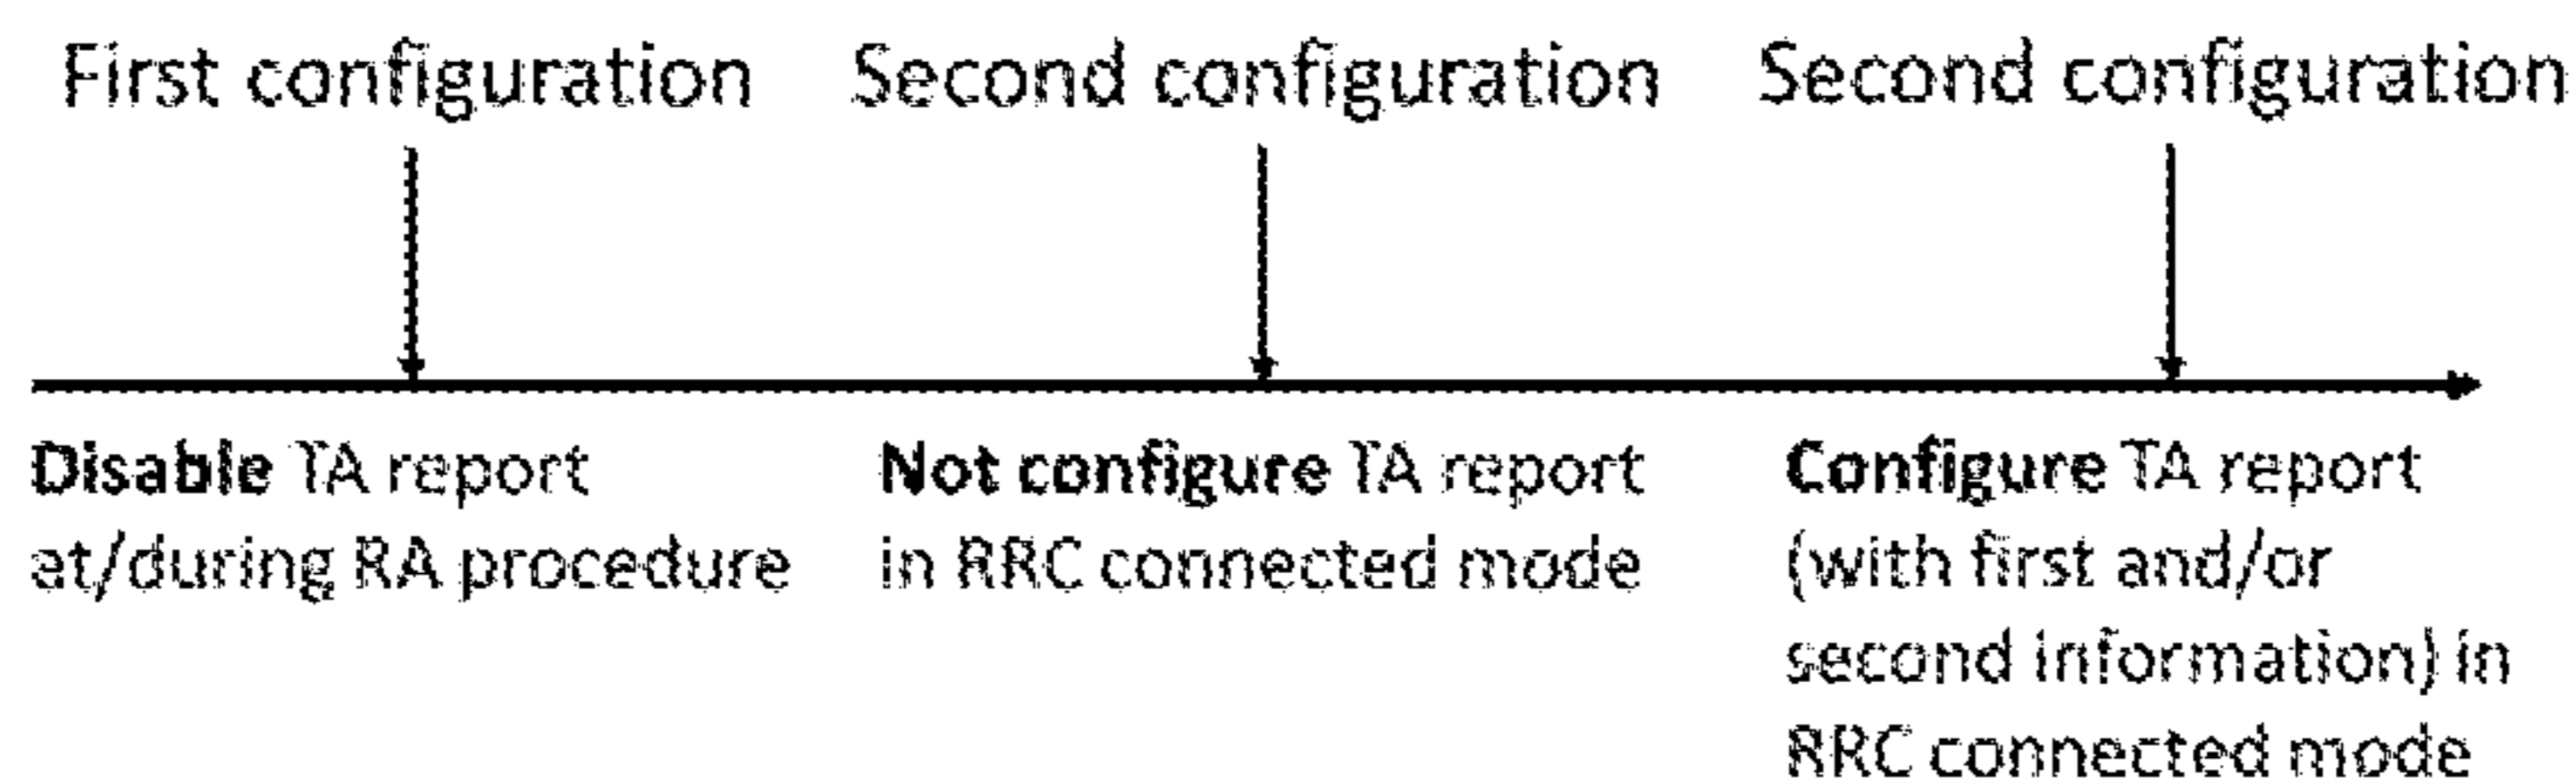 First configuration
Second configuration
Second configuration
Disable TA report
at/during RA procedure
Not configure TA report
in RRC connected mode
Configure TA report
(with first and/or
second information) in
RRC connected mode